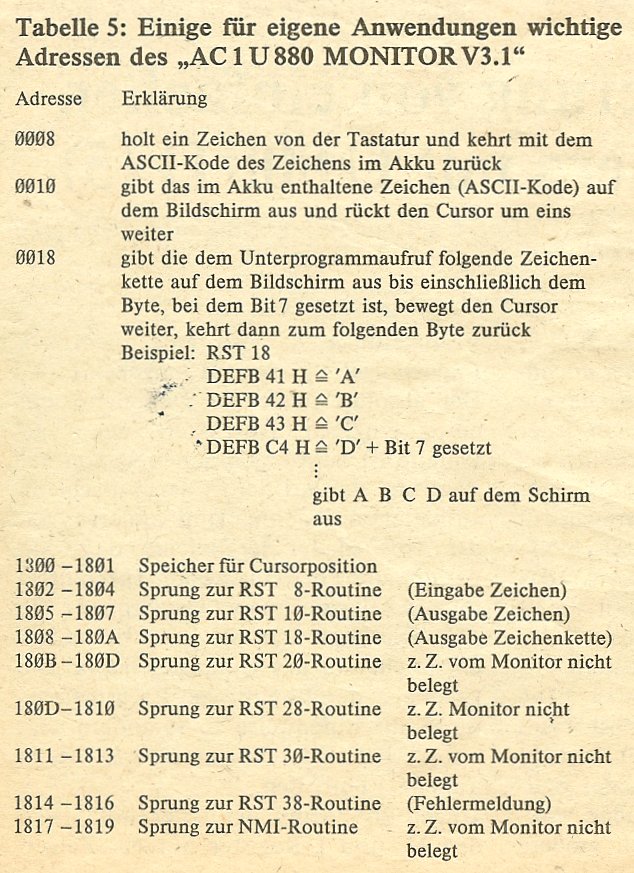 Tabelle 5: Einige für eigene Anwendungen wichtige
Adressen des „AC 1 U 880 MONITOR V3.1“
Adresse Erklärung
0008 holt ein Zeichen von der Tastatur und kehrt mit dem
ASCII-Kode des Zeichens im Akku zurück
0010 gibt das im Akku enthaltene Zeichen (ASCII-Kode) auf
dem Bildschirm aus und rückt den Cursor um eins
weiter
0018 gibt die dem Unterprogrammaufruf folgende Zeichen-
kette auf dem Bildschirm aus bis einschließlich dem
Byte, bei dem Bit 7 gesetzt ist, bewegt den Cursor
weiter, kehrt dann zum folgenden Byte zurück
Beispiel: RST 18
DEFB 41 H ≙ 'A'
DEFB 42 H ≙ 'B'
DEFB 43 H ≙ 'C'
DEFB C4 H ≙ 'D' + Bit 7 gesetzt
⋮
gibt A B C D auf dem Schirm
aus
1800 –1801 Speicher für Cursorposition
1802 –1804 Sprung zur RST 8-Routine (Eingabe Zeichen)
1805 –1807 Sprung zur RST 10-Routine (Ausgabe Zeichen)
1808 –180A Sprung zur RST 18-Routine (Ausgabe Zeichenkette)
180B –180D Sprung zur RST 20-Routine z. Z. vom Monitor nicht
belegt
180D–1810 Sprung zur RST 28-Routine z. Z. Monitor nicht
belegt
1811 –1813 Sprung zur RST 30-Routine z. Z. vom Monitor nicht
belegt
1814 –1816 Sprung zur RST 38-Routine (Fehlermeldung)
1817 –1819 Sprung zur NMI-Routine z. Z. vom Monitor nicht
belegt